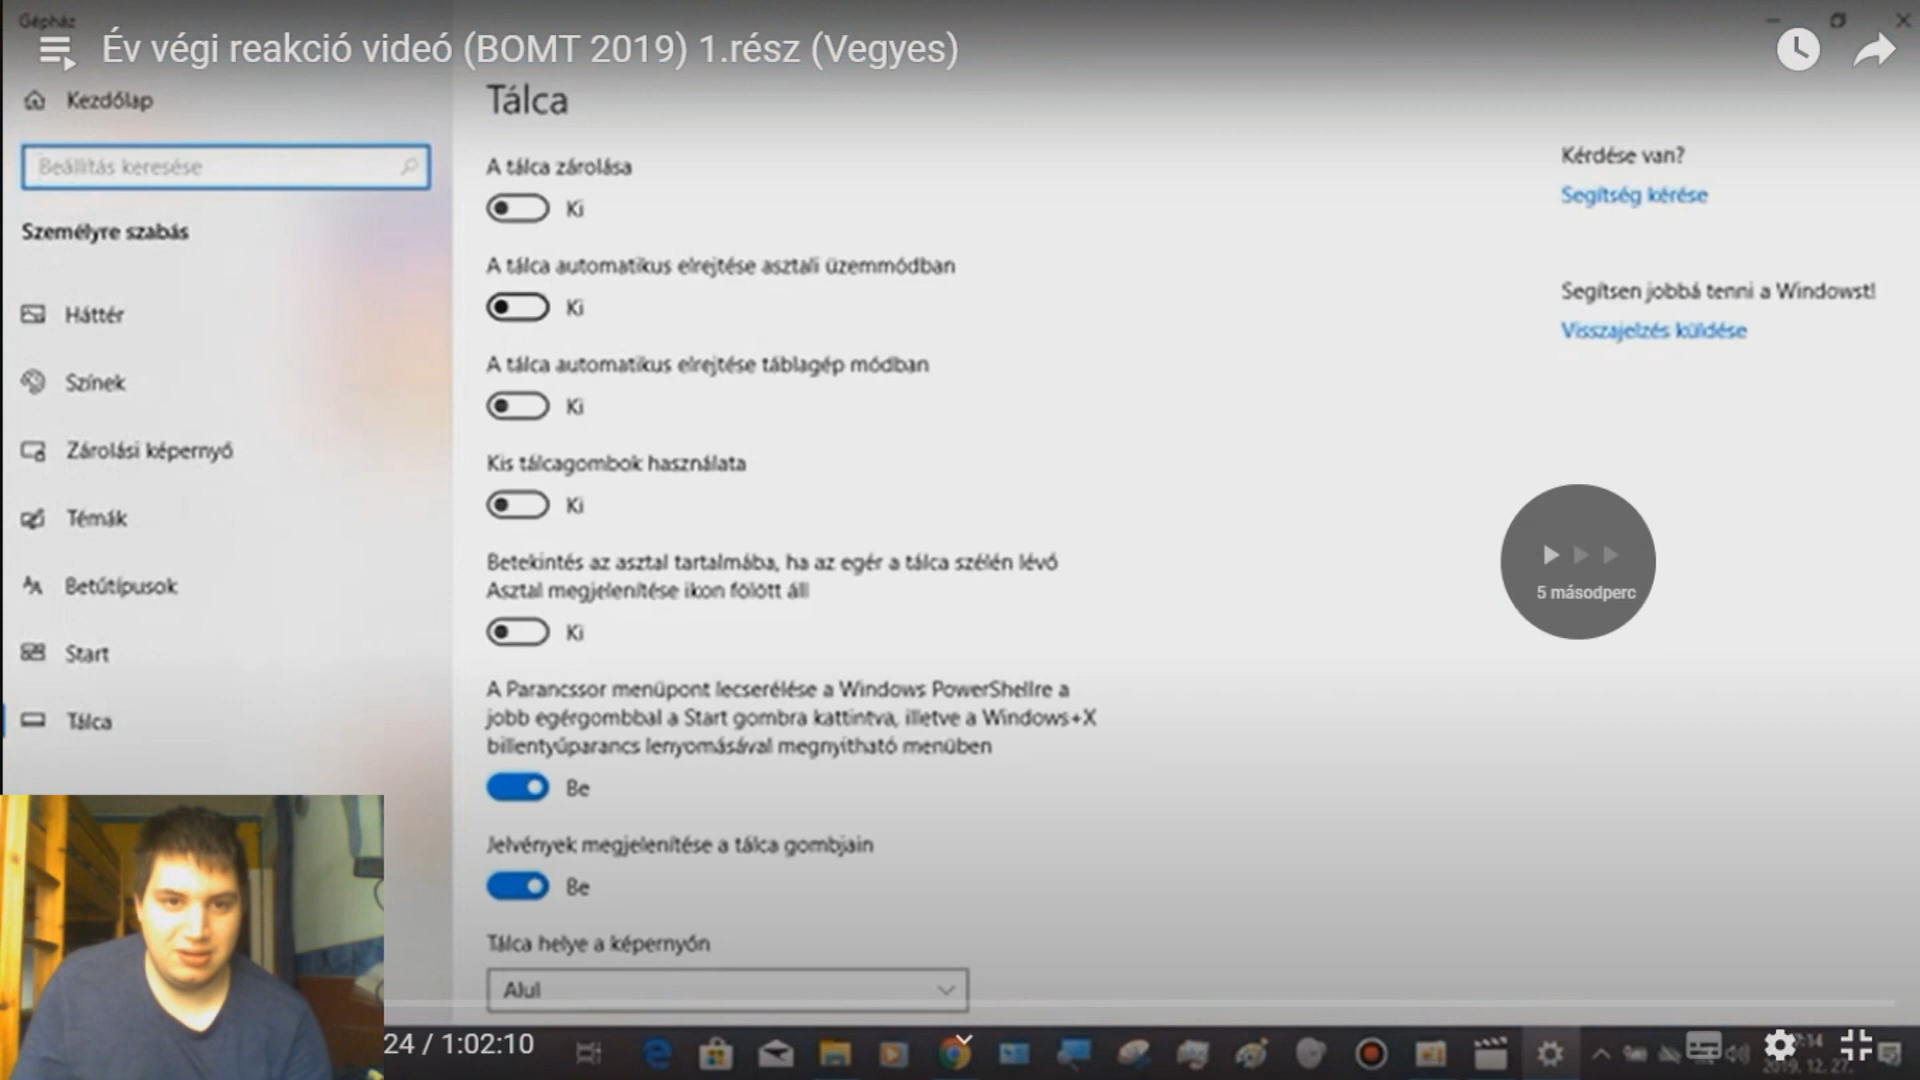 Gépház
Év végi reakció videó (BOMT 2019) 1.rész (Vegyes)
Kezdőlap
Beállítás keresése
Személyre szabás
Háttér
Színek
Zárolási képernyő
Témák
Betűtípusok
Start
Tálca
Tálca
A tálca zárolása
Ki
A tálca automatikus elrejtése asztali üzemmódban
Ki
A tálca automatikus elrejtése táblagép módban
Ki
Kis tálcagombok használata
Ki
Betekintés az asztal tartalmába, ha az egér a tálca szélén lévő
Asztal megjelenítése ikon fölött áll
Ki
A Parancssor menüpont lecserélése a Windows PowerShellre a
jobb egérgombbal a Start gombra kattintva, illetve a Windows+X
billentyűparancs lenyomásával megnyitható menüben
Be
Jelvények megjelenítése a tálca gombjain
Be
Tálca helye a képernyőn
Alul
Kérdése van?
Segítség kérése
Segítsen jobbá tenni a Windowst!
Visszajelzés küldése
5 másodperc
24 / 1:02:10
2019. 12. 27.